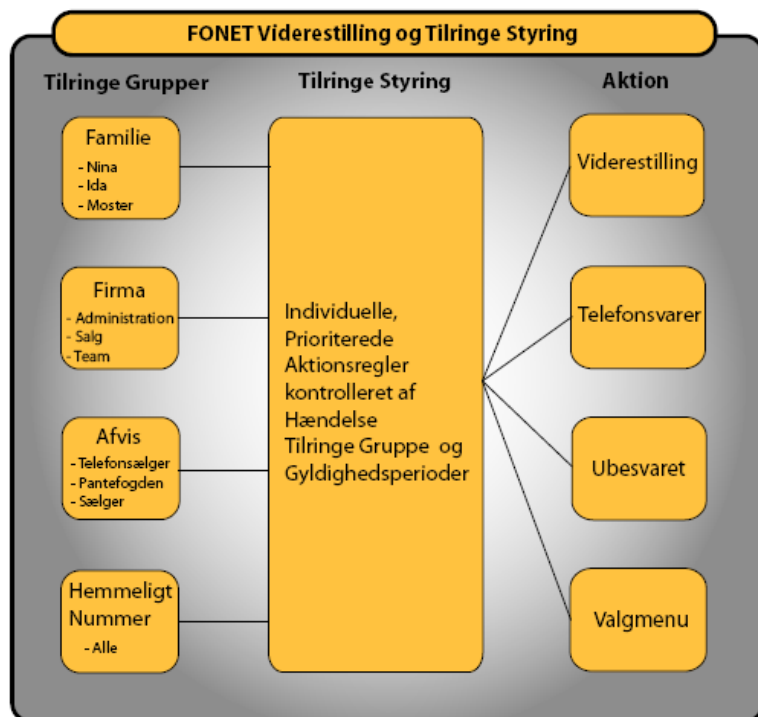 FONET Viderestilling og Tilringe Styring
Tilringe Grupper
Tilringe Styring
Aktion
Familie
- Nina
- Ida
- Moster
Firma
- Administration
- Salg
- Team
Afvis
- Telefonsælger
- Pantefogden
- Sælger
Hemmeligt
Nummer
- Alle
Individuelle,
Prioriterede
Aktionsregler
kontrolleret af
Hændelse
Tilringe Gruppe og
Gyldighedsperioder
Viderestilling
Telefonsvarer
Ubesvaret
Valgmenu